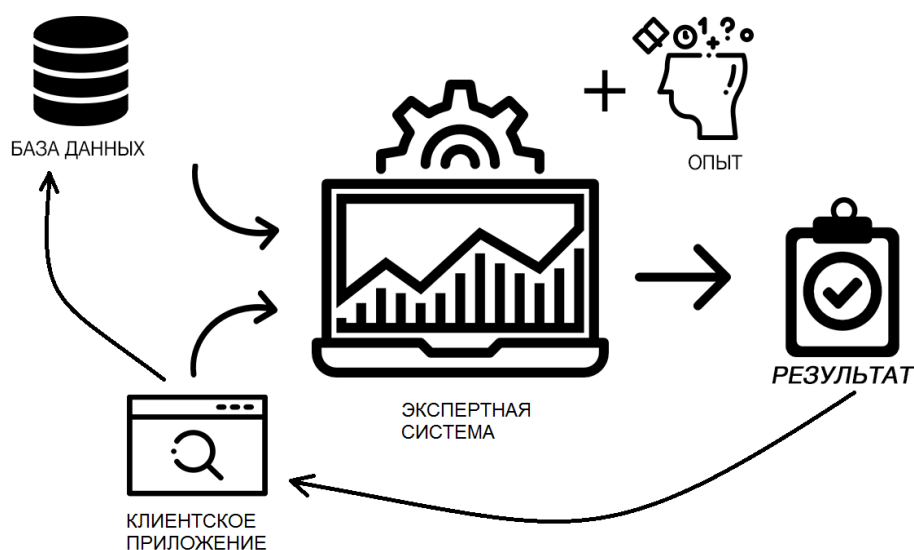 БАЗА ДАННЫХ
ОПЫТ
РЕЗУЛЬТАТ
ЭКСПЕРТНАЯ
СИСТЕМА
КЛИЕНТСКОЕ
ПРИЛОЖЕНИЕ